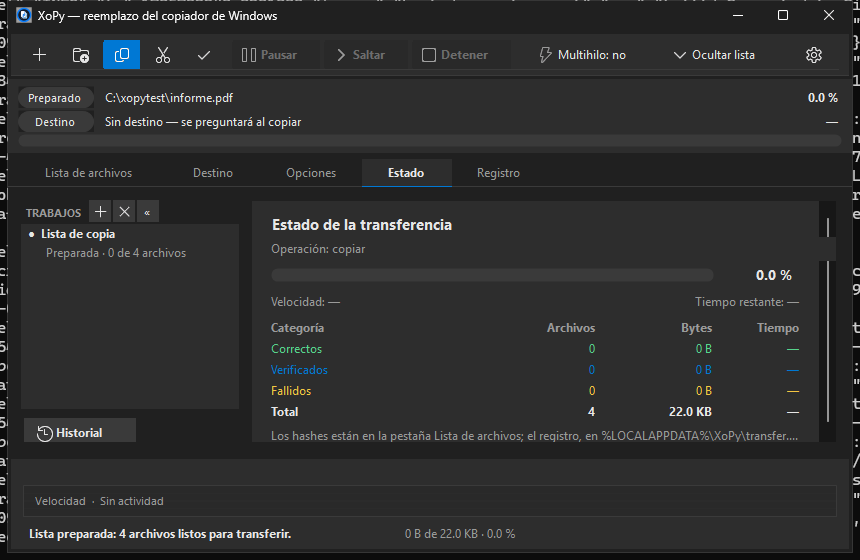 XoPy — reemplazo del copiador de Windows
Pausar
Saltar
Detener
Multihilo: no
Ocultar lista
Preparado
C:\xopytest\informe.pdf
0.0 %
Destino
Sin destino — se preguntará al copiar
—
Lista de archivos
Destino
Opciones
Estado
Registro
TRABAJOS
Lista de copia
Preparada · 0 de 4 archivos
Historial
Estado de la transferencia
Operación: copiar
0.0 %
Velocidad: —
Tiempo restante: —
Categoría Archivos Bytes Tiempo
Correctos 0 0 B —
Verificados 0 0 B —
Fallidos 0 0 B —
Total 4 22.0 KB —
Los hashes están en la pestaña Lista de archivos; el registro, en %LOCALAPPDATA%\XoPy\transfer....
Velocidad · Sin actividad
Lista preparada: 4 archivos listos para transferir.
0 B de 22.0 KB · 0.0 %